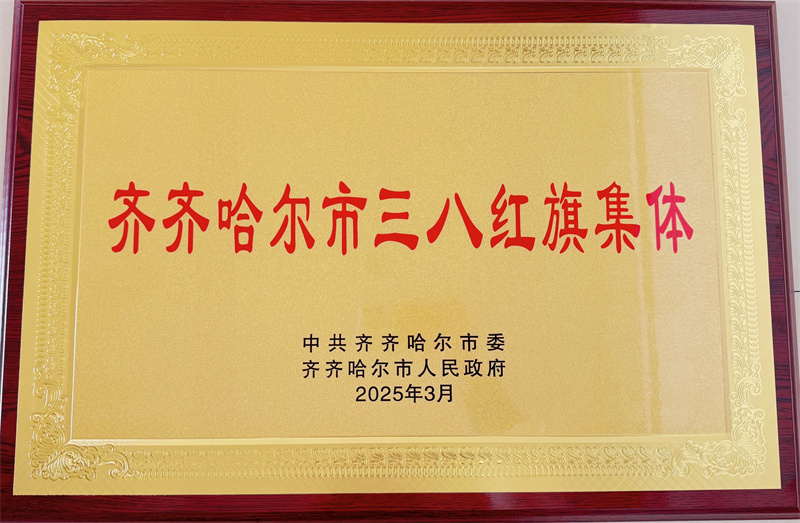 齐齐哈尔市三八红旗集体
中共齐齐哈尔市委
齐齐哈尔市人民政府
2025年3月